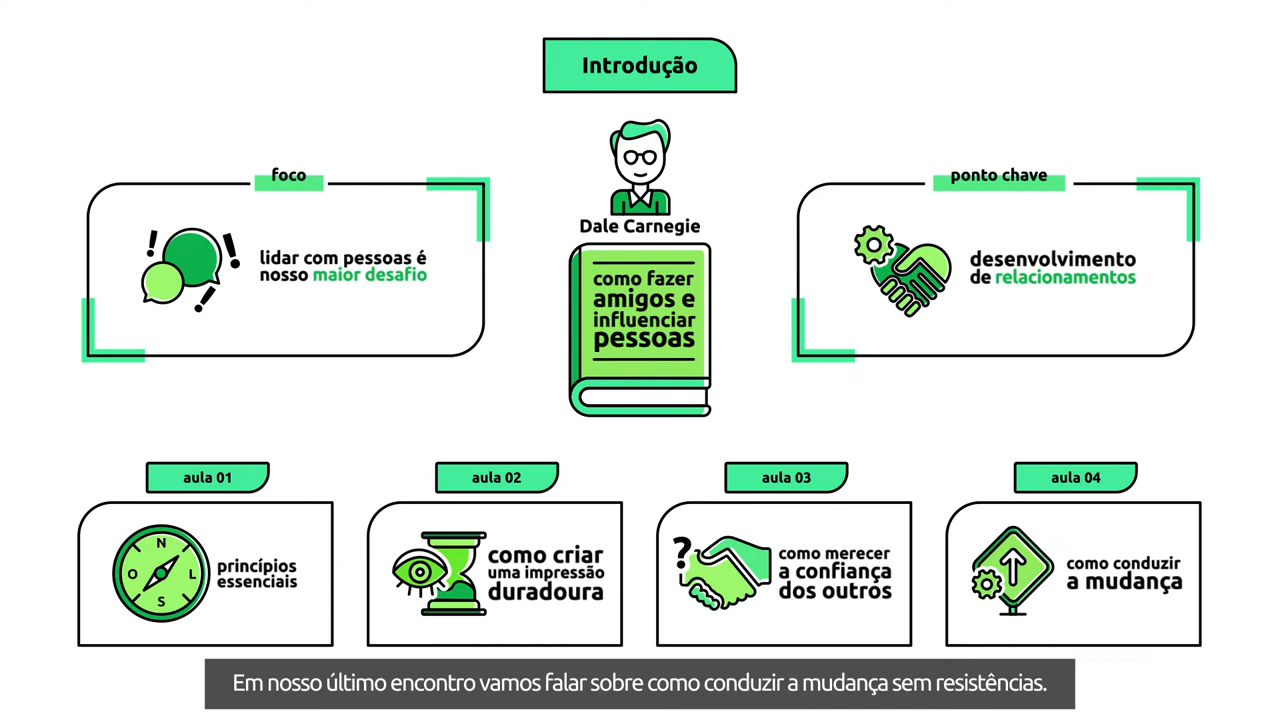 Introdução
foco
lidar com pessoas é
nosso maior desafio
Dale Carnegie
como fazer
amigos e
influenciar
pessoas
ponto chave
desenvolvimento
de relacionamentos
aula 01
N
O L
S
princípios
essenciais
aula 02
como criar
uma impressão
duradoura
aula 03
?
como merecer
a confiança
dos outros
aula 04
como conduzir
a mudança
Em nosso último encontro vamos falar sobre como conduzir a mudança sem resistências.